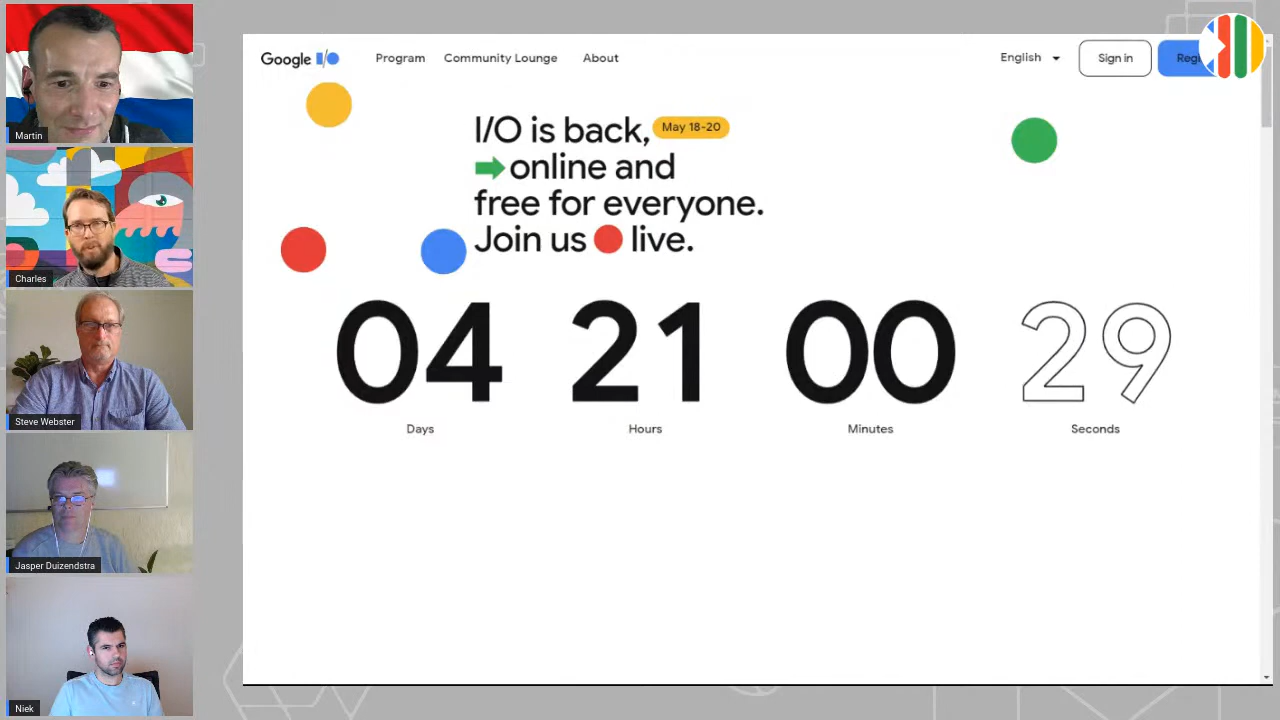 Martin
Charles
Steve Webster
Jasper Duizendstra
Niek
Google I/O
Program
Community Lounge
About
English
Sign in
I/O is back,
May 18-20
online and
free for everyone.
Join us live.
04 21 00 29
Days Hours Minutes Seconds